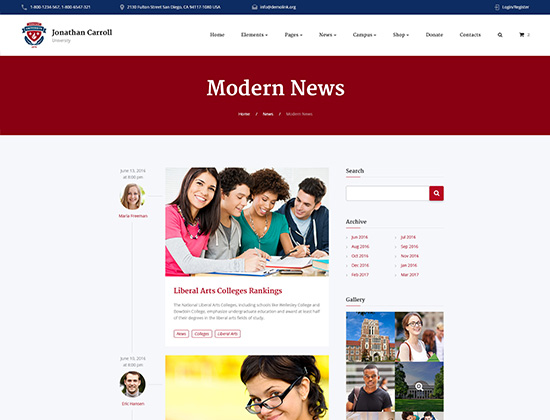 1-800-1234-567, 1-800-6547-321
2130 Fulton Street San Diego, CA 94117-1080 USA
info@demolink.org
Login/Register
Jonathan Carroll
University
Home Elements Pages News Campus Shop Donate Contacts
Modern News
Home / News / Modern News
June 19, 2016
at 8:00 pm
Maria Freeman
Liberal Arts Colleges Rankings
The National Liberal Arts Colleges, including schools like Wellesley College and
Bowdoin College, emphasize undergraduate education and award at least half
of their degrees in the liberal arts fields of study.
News Colleges Liberal Arts
June 19, 2016
at 8:00 pm
Eric Hansen
Search
Archive
Jun 2016 Jul 2016
Aug 2016 Sep 2016
Oct 2016 Nov 2016
Dec 2016 Jan 2016
Feb 2017 Mar 2017
Gallery